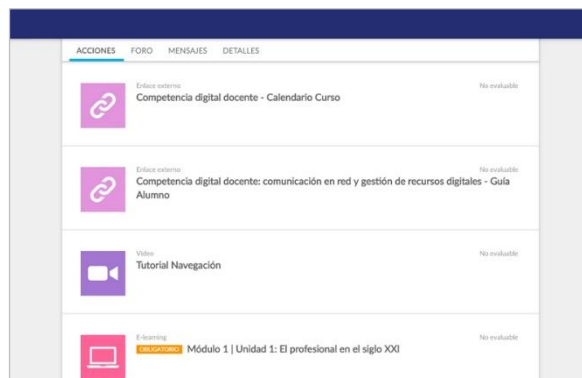 ACCIONES FORO MENSAJES DETALLES
Enlace externo No evaluable
Competencia digital docente - Calendario Curso
Enlace externo No evaluable
Competencia digital docente: comunicación en red y gestión de recursos digitales - Guía
Alumno
Vídeo No evaluable
Tutorial Navegación
E-learning No evaluable
OBLIGATORIO Módulo 1 | Unidad 1: El profesional en el siglo XXI